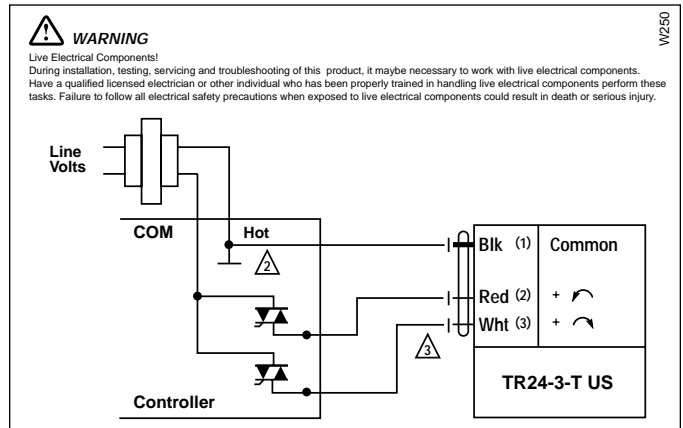 WARNING
W250
Live Electrical Components!
During installation, testing, servicing and troubleshooting of this product, it maybe necessary to work with live electrical components.
Have a qualified licensed electrician or other individual who has been properly trained in handling live electrical components perform these
tasks. Failure to follow all electrical safety precautions when exposed to live electrical components could result in death or serious injury.
Line
Volts
COM Hot
2
Blk (1) Common
Red (2) +
Wht (3) +
3
TR24-3-T US
Controller